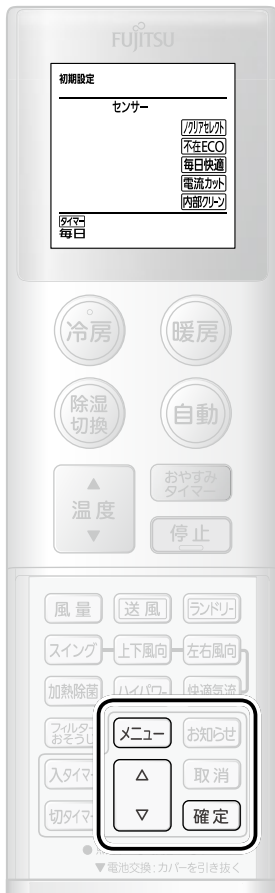 FUJITSU
初期設定
センサー
ノクリアセレクト
不在ECO
毎日快適
電流カット
内部クリーン
タイマー
毎日
冷房
暖房
除湿
切換
自動
▲
温度
▼
おやすみ
タイマー
停止
風量
送風
ランドリー
スイング
上下風向
左右風向
加熱除菌
ハイパワー
快適気流
フィルター
おそうじ
メニュー
お知らせ
入タイマ
△
取消
切タイマ
▽
確定
▼電池交換:カバーを引き抜く